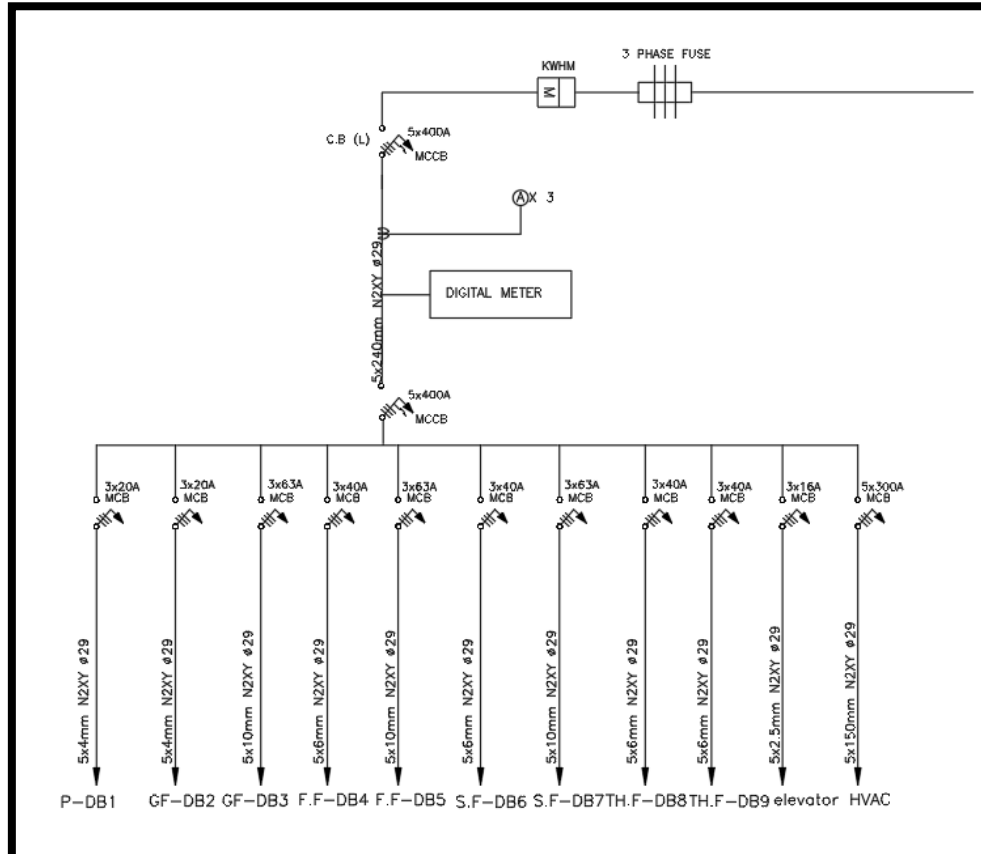 3 PHASE FUSE
KWHM
M
C.B (L)
5x400A
MCCB
A X 3
5x240mm N2XY ø29
DIGITAL METER
5x400A
MCCB
3x20A
MCB
3x20A
MCB
3x63A
MCB
3x40A
MCB
3x63A
MCB
3x40A
MCB
3x63A
MCB
3x40A
MCB
3x40A
MCB
3x16A
MCB
5x300A
MCB
5x4mm N2XY ø29
5x4mm N2XY ø29
5x10mm N2XY ø29
5x6mm N2XY ø29
5x10mm N2XY ø29
5x6mm N2XY ø29
5x10mm N2XY ø29
5x6mm N2XY ø29
5x6mm N2XY ø29
5x2.5mm N2XY ø29
5x150mm N2XY ø29
P-DB1
GF-DB2
GF-DB3
F.F-DB4
F.F-DB5
S.F-DB6
S.F-DB7
TH.F-DB8
TH.F-DB9
elevator
HVAC